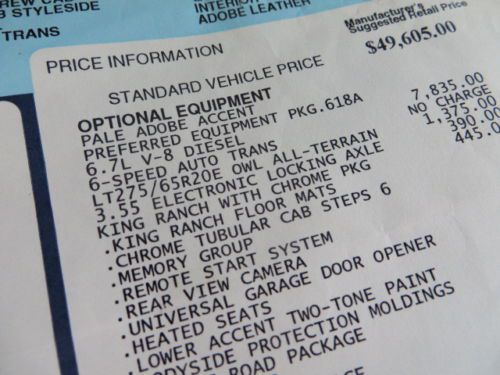 STYLESIDE
TRANS
INTERIOR
ADOBE LEATHER
PRICE INFORMATION
Manufacturer's
Suggested Retail Price
STANDARD VEHICLE PRICE $49,605.00
OPTIONAL EQUIPMENT
PALE ADOBE ACCENT
PREFERRED EQUIPMENT PKG.618A
6.7L V-8 DIESEL 7,835.00
6-SPEED AUTO TRANS NO CHARGE
LT275/65R20E OWL ALL-TERRAIN 1,375.00
3.55 ELECTRONIC LOCKING AXLE 390.00
KING RANCH WITH CHROME PKG 445.
.KING RANCH FLOOR MATS
.CHROME TUBULAR CAB STEPS 6
.MEMORY GROUP
.REMOTE START SYSTEM
.REAR VIEW CAMERA
.UNIVERSAL GARAGE DOOR OPENER
.HEATED SEATS
.LOWER ACCENT TWO-TONE PAINT
BODYSIDE PROTECTION MOLDINGS
ROAD PACKAGE